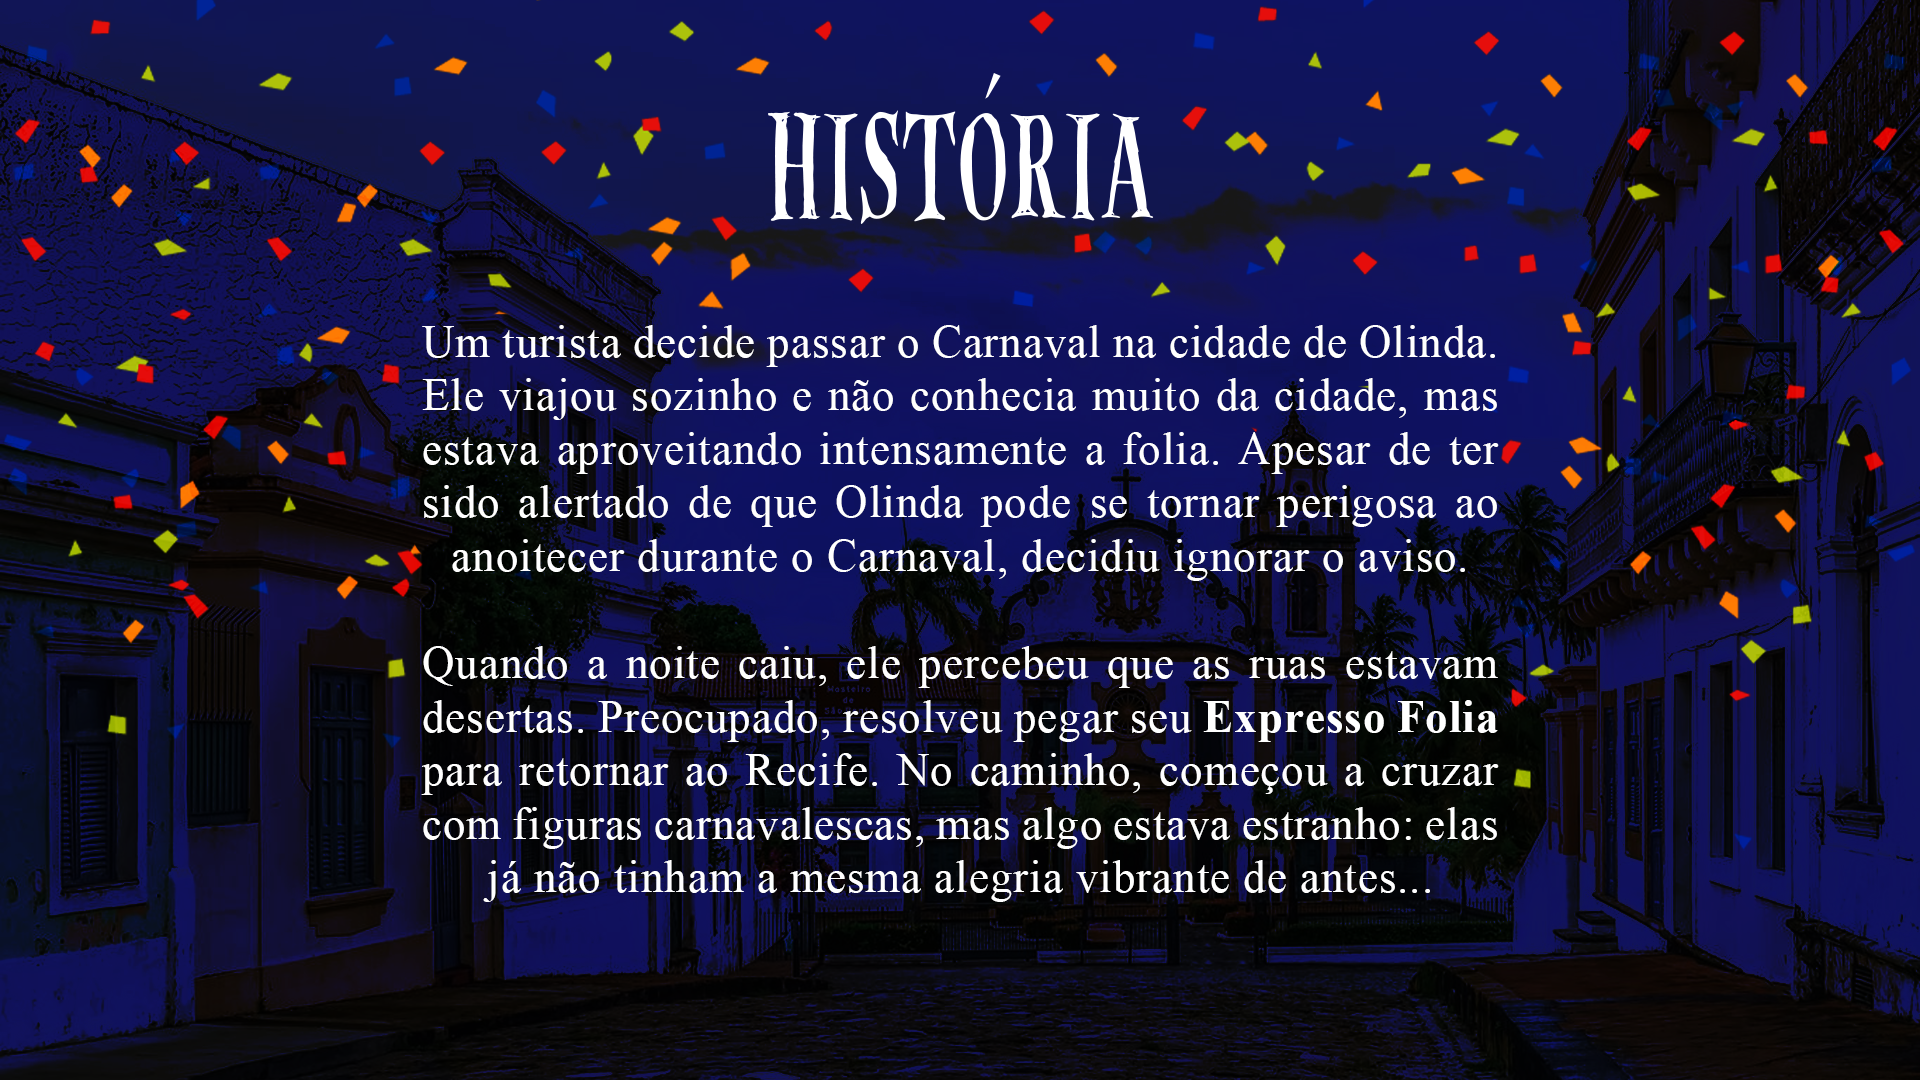 HISTÓRIA
Um turista decide passar o Carnaval na cidade de Olinda.
Ele viajou sozinho e não conhecia muito da cidade, mas
estava aproveitando intensamente a folia. Apesar de ter
sido alertado de que Olinda pode se tornar perigosa ao
anoitecer durante o Carnaval, decidiu ignorar o aviso.
Quando a noite caiu, ele percebeu que as ruas estavam
desertas. Preocupado, resolveu pegar seu Expresso Folia
para retornar ao Recife. No caminho, começou a cruzar
com figuras carnavalescas, mas algo estava estranho: elas
já não tinham a mesma alegria vibrante de antes...